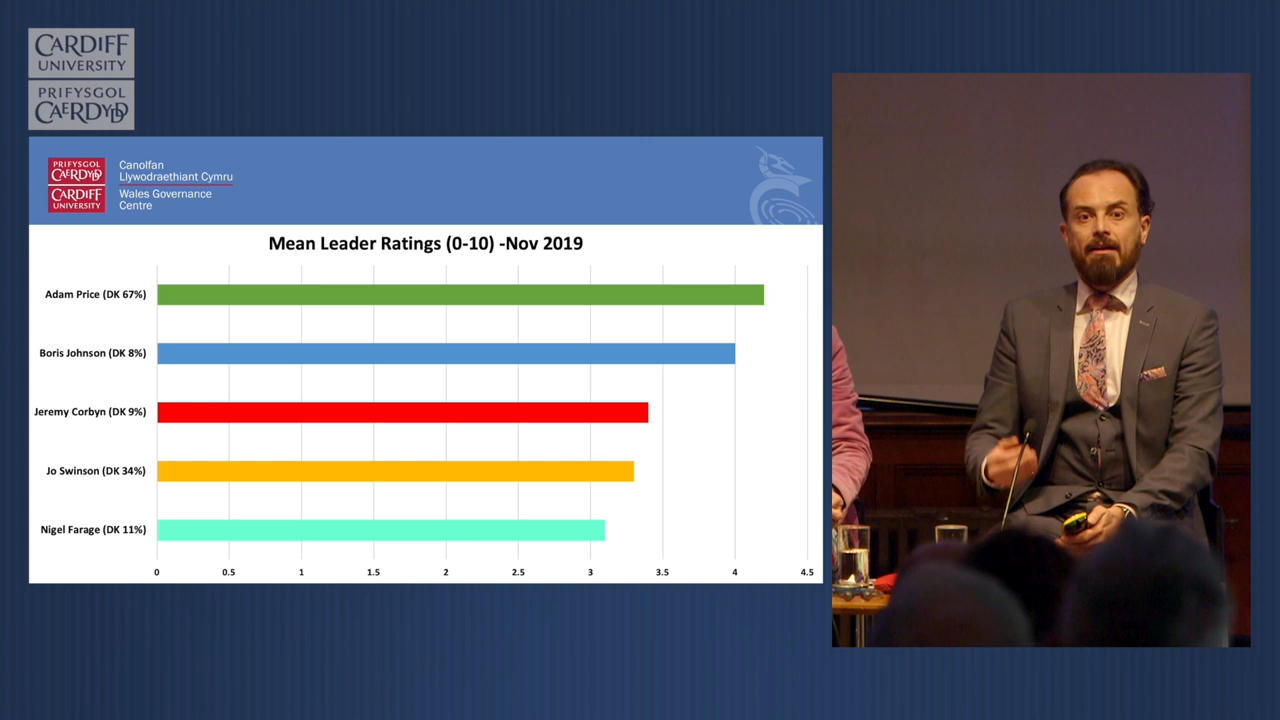 CARDIFF
UNIVERSITY
PRIFYSGOL
CAERDYDD
PRIFYSGOL
CAERDYDD
CARDIFF
UNIVERSITY
Canolfan
Llywodraethiant Cymru
Wales Governance
Centre
Mean Leader Ratings (0-10) -Nov 2019
Adam Price (DK 67%)
Boris Johnson (DK 8%)
Jeremy Corbyn (DK 9%)
Jo Swinson (DK 34%)
Nigel Farage (DK 11%)
0 0.5 1 1.5 2 2.5 3 3.5 4 4.5